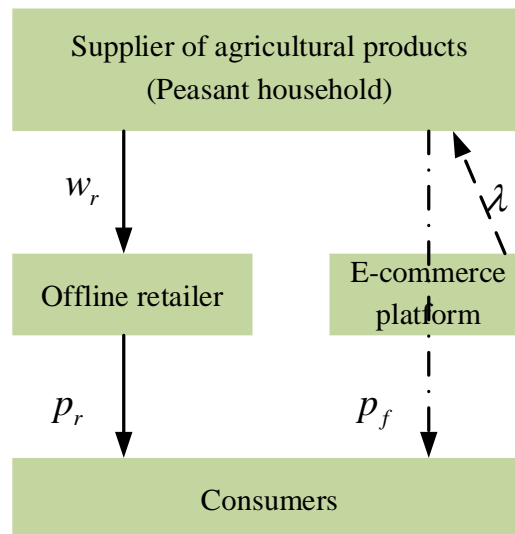 Supplier of agricultural products
(Peasant household)
w_r
λ
Offline retailer
E-commerce
platform
p_r
p_f
Consumers